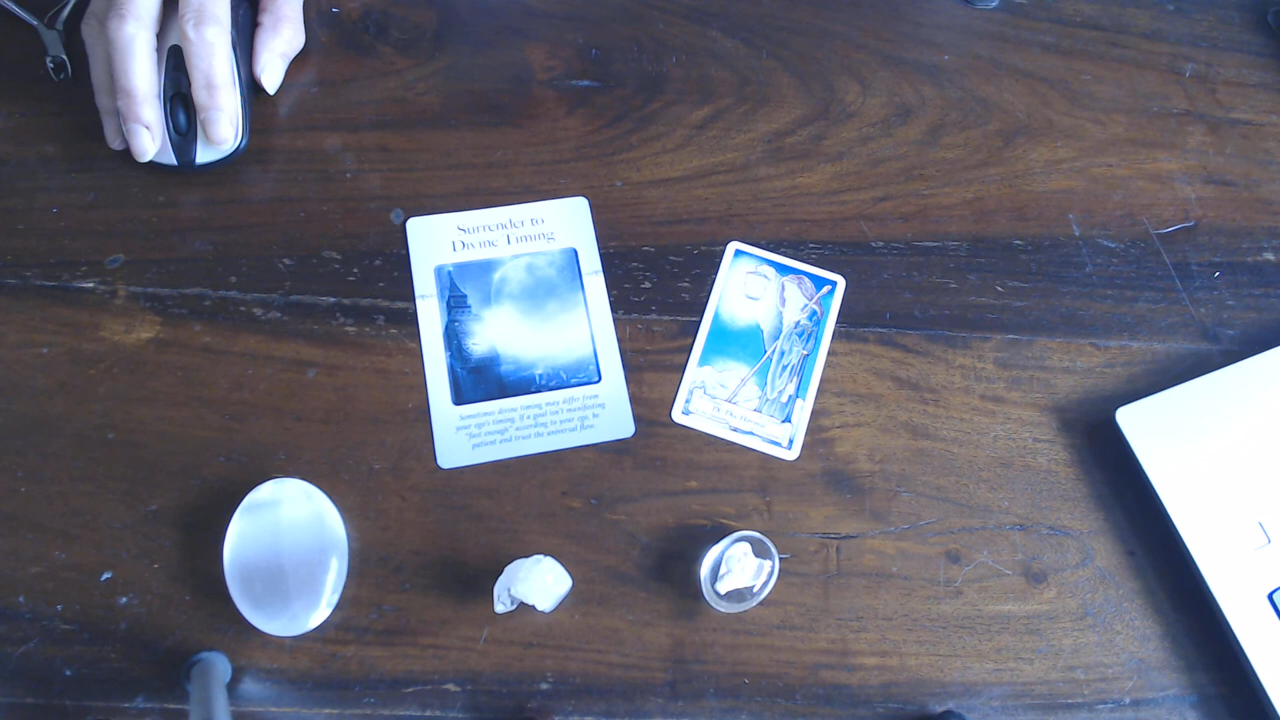 Surrender to
Divine Timing
Sometimes divine timing may differ from
your ego's timing. If a goal isn't manifesting
"fast enough" according to your ego, be
patient and trust the universal flow.
IX The Hermit